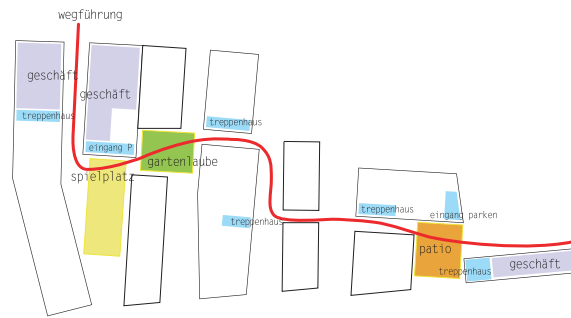 wegführung
geschäft
geschäft
treppenhaus
treppenhaus
eingang P
gartenlaube
spielplatz
treppenhaus
treppenhaus
eingang parken
patio
geschäft
treppenhaus